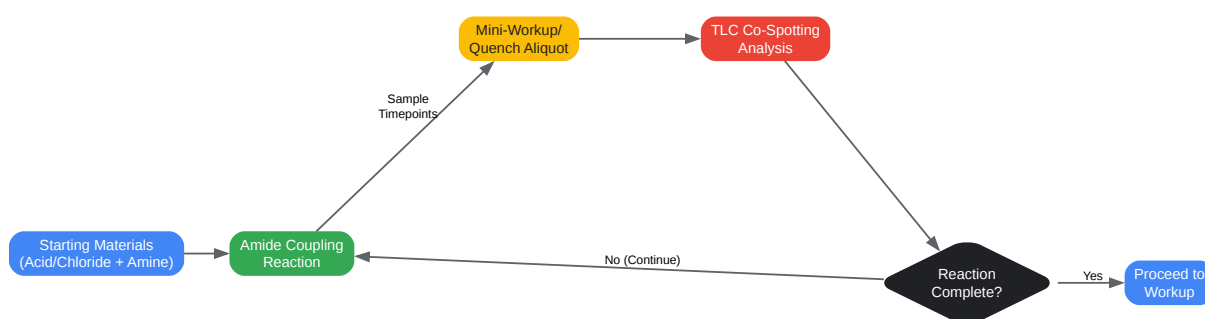 Mini-Workup/
Quench Aliquot
TLC Co-Spotting
Analysis
Sample
Timepoints
Starting Materials
(Acid/Chloride + Amine)
Amide Coupling
Reaction
No (Continue)
Reaction
Complete?
Yes
Proceed to
Workup